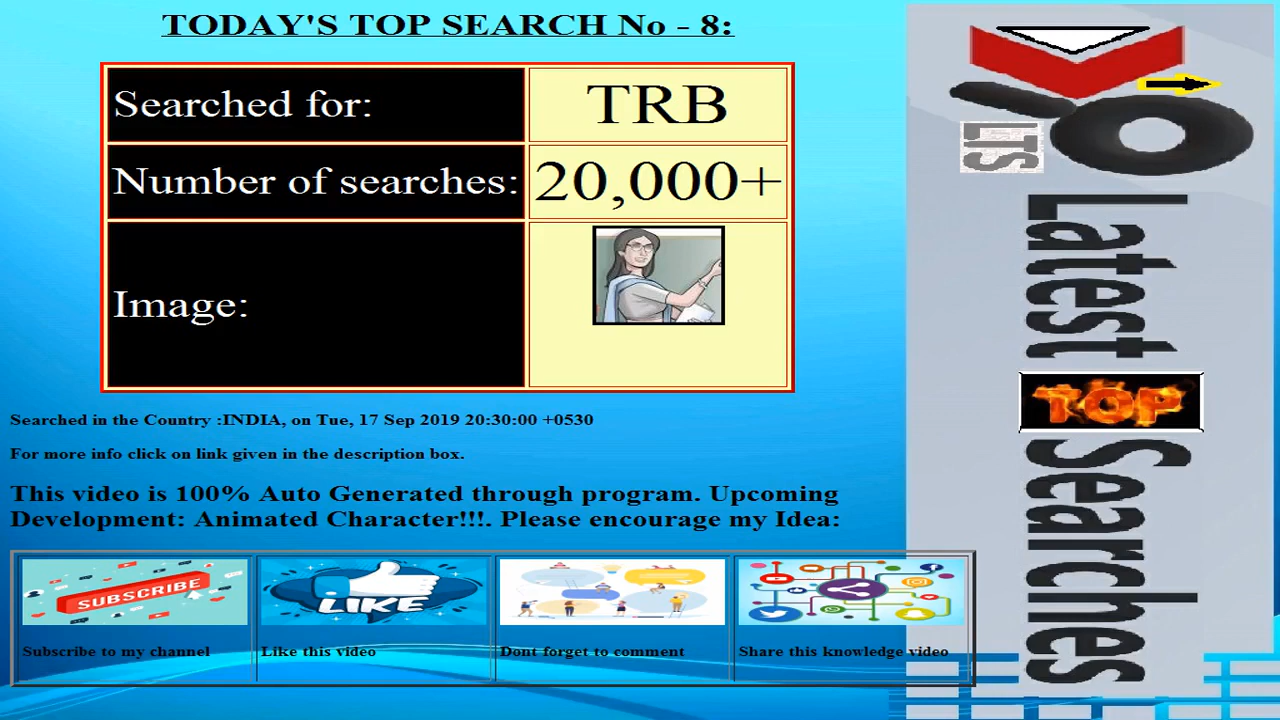 TODAY'S TOP SEARCH No - 8:
Searched for:
TRB
Number of searches:
20,000+
Image:
Searched in the Country :INDIA, on Tue, 17 Sep 2019 20:30:00 +0530
For more info click on link given in the description box.
This video is 100% Auto Generated through program. Upcoming
Development: Animated Character!!!. Please encourage my Idea:
SUBSCRIBE
LIKE
Subscribe to my channel
Like this video
Dont forget to comment
Share this knowledge video
LTS
Latest
TOP
Searches